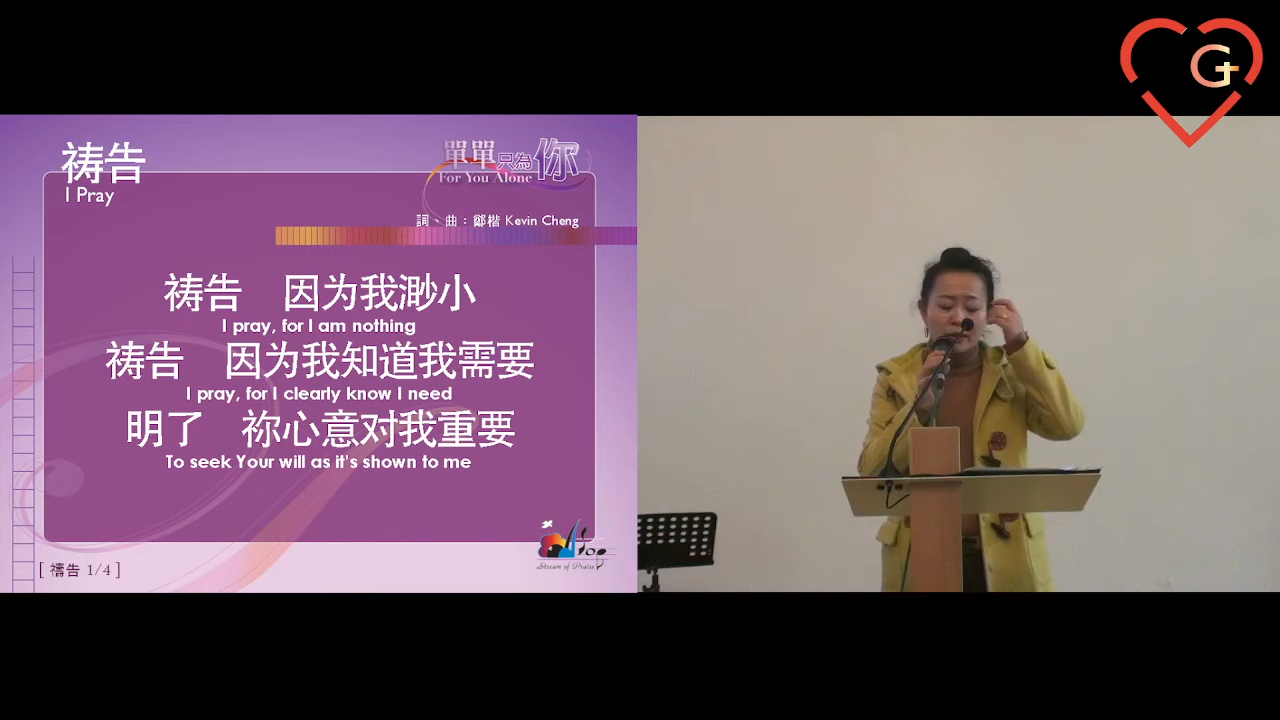 祷告
I Pray
單單只為你
For You Alone
詞、曲：鄭楷 Kevin Cheng
祷告 因为我渺小
I pray, for I am nothing
祷告 因为我知道我需要
I pray, for I clearly know I need
明了 祢心意对我重要
To seek Your will as it's shown to me
[ 禱告 1/4 ]
Sop
Stream of Praise
G